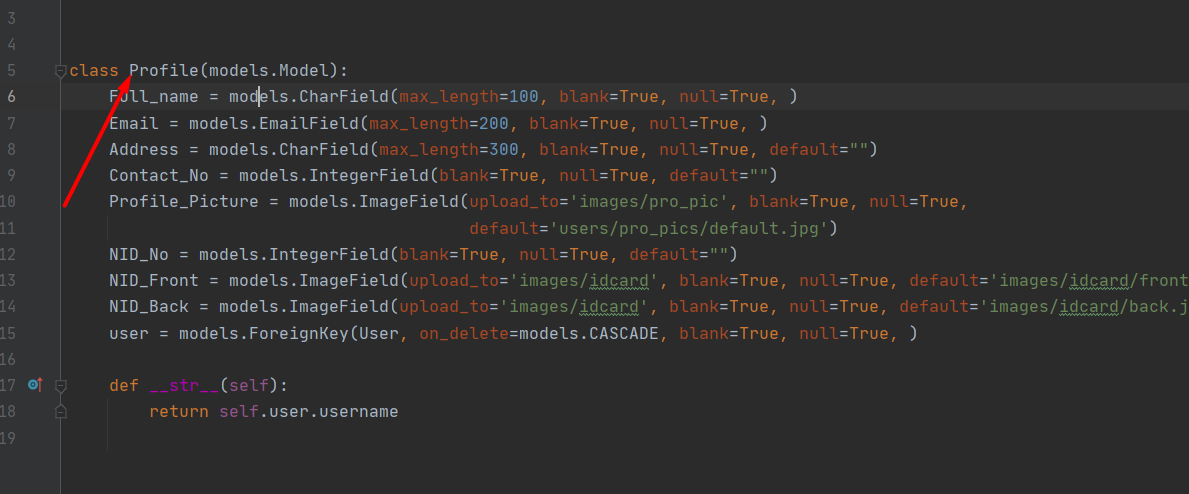 3
4
5 class Profile(models.Model):
6 Full_name = models.CharField(max_length=100, blank=True, null=True, )
7 Email = models.EmailField(max_length=200, blank=True, null=True, )
8 Address = models.CharField(max_length=300, blank=True, null=True, default="")
9 Contact_No = models.IntegerField(blank=True, null=True, default="")
10 Profile_Picture = models.ImageField(upload_to='images/pro_pic', blank=True, null=True,
11 default='users/pro_pics/default.jpg')
12 NID_No = models.IntegerField(blank=True, null=True, default="")
13 NID_Front = models.ImageField(upload_to='images/idcard', blank=True, null=True, default='images/idcard/front
14 NID_Back = models.ImageField(upload_to='images/idcard', blank=True, null=True, default='images/idcard/back.j
15 user = models.ForeignKey(User, on_delete=models.CASCADE, blank=True, null=True, )
16
17 def __str__(self):
18 return self.user.username
19